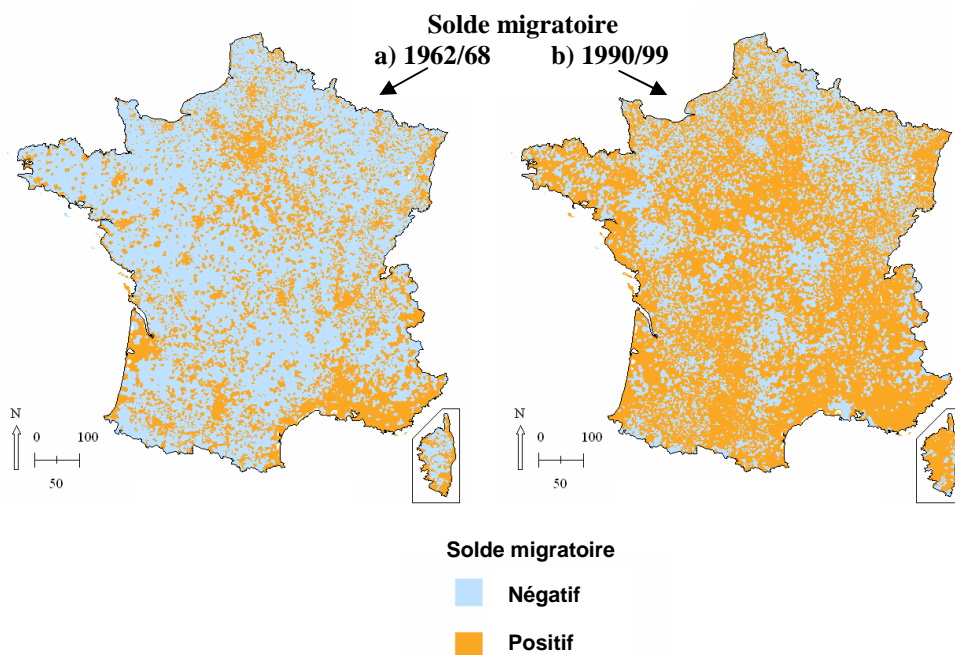 Solde migratoire
a) 1962/68 b) 1990/99
N
0 100
50
N
0 100
50
Solde migratoire
Négatif
Positif